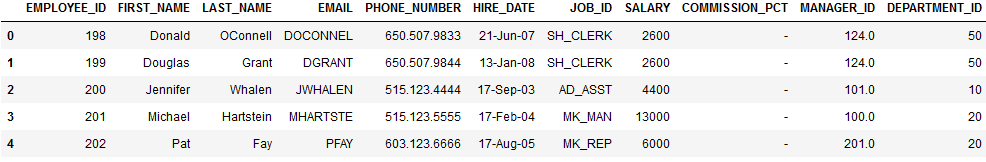 EMPLOYEE_ID FIRST_NAME LAST_NAME EMAIL PHONE_NUMBER HIRE_DATE JOB_ID SALARY COMMISSION_PCT MANAGER_ID DEPARTMENT_ID
0 198 Donald OConnell DOCONNEL 650.507.9833 21-Jun-07 SH_CLERK 2600 - 124.0 50
1 199 Douglas Grant DGRANT 650.507.9844 13-Jan-08 SH_CLERK 2600 - 124.0 50
2 200 Jennifer Whalen JWHALEN 515.123.4444 17-Sep-03 AD_ASST 4400 - 101.0 10
3 201 Michael Hartstein MHARTSTE 515.123.5555 17-Feb-04 MK_MAN 13000 - 100.0 20
4 202 Pat Fay PFAY 603.123.6666 17-Aug-05 MK_REP 6000 - 201.0 20